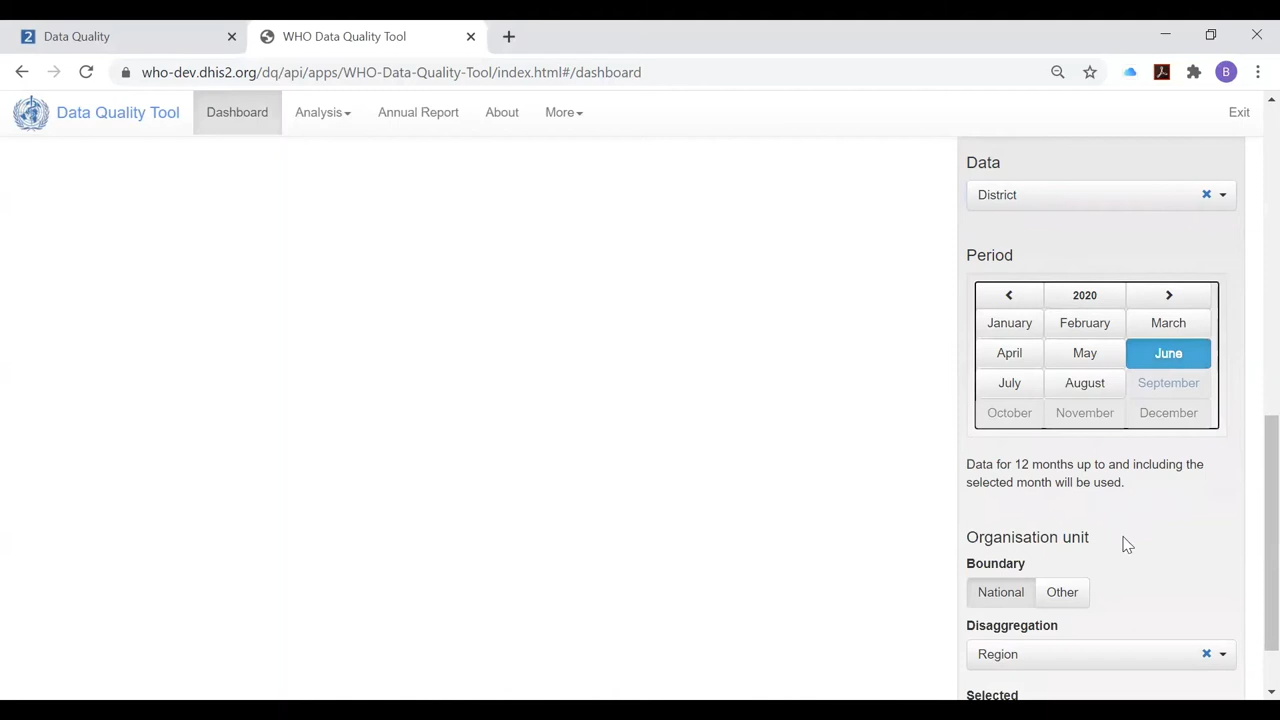 2 Data Quality
WHO Data Quality Tool
who-dev.dhis2.org/dq/api/apps/WHO-Data-Quality-Tool/index.html#/dashboard
B
Data Quality Tool
Dashboard
Analysis
Annual Report
About
More
Exit
Data
District
Period
2020
January February March
April May June
July August September
October November December
Data for 12 months up to and including the
selected month will be used.
Organisation unit
Boundary
National Other
Disaggregation
Region
Selected